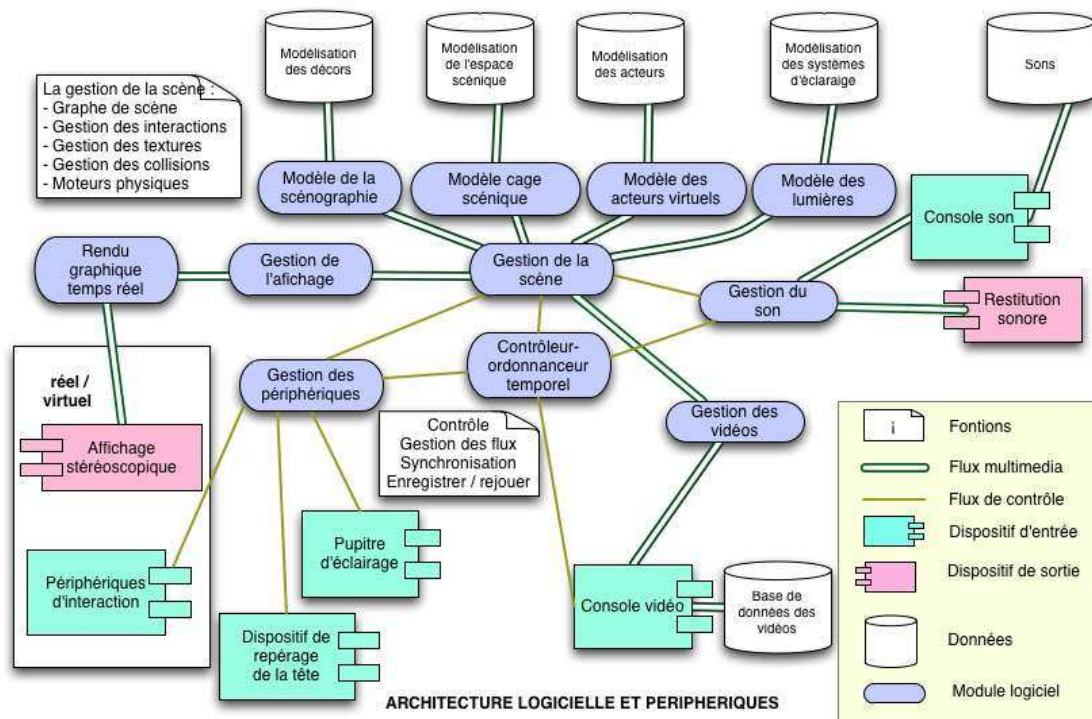 Modélisation
des décors
Modélisation
de l'espace
scénique
Modélisation
des acteurs
Modélisation
des systèmes
d'éclaraige
Sons
La gestion de la scène :
- Graphe de scène
- Gestion des interactions
- Gestion des textures
- Gestion des collisions
- Moteurs physiques
Modèle de la
scénographie
Modèle cage
scénique
Modèle des
acteurs virtuels
Modèle des
lumières
Console son
Rendu
graphique
temps réel
Gestion de
l'afichage
Gestion de la
scène
Gestion du
son
Restitution
sonore
réel /
virtuel
Gestion des
périphériques
Contrôleur-
ordonnanceur
temporel
Gestion des
vidéos
Affichage
stéréoscopique
Contrôle
Gestion des flux
Synchronisation
Enregistrer / rejouer
Pupitre
d'éclairage
Périphériques
d'interaction
Dispositif de
repérage
de la tête
Console vidéo
Base de
données des
vidéos
i
Fontions
Flux multimedia
Flux de contrôle
Dispositif d'entrée
Dispositif de sortie
Données
Module logiciel
ARCHITECTURE LOGICIELLE ET PERIPHERIQUES